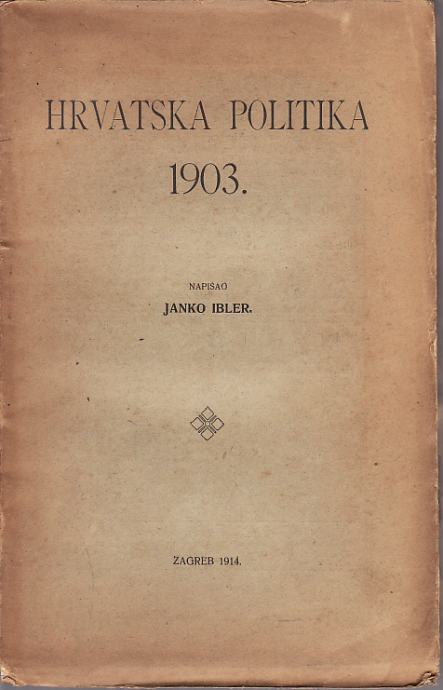 HRVATSKA POLITIKA
1903.
NAPISAO
JANKO IBLER.
ZAGREB 1914.